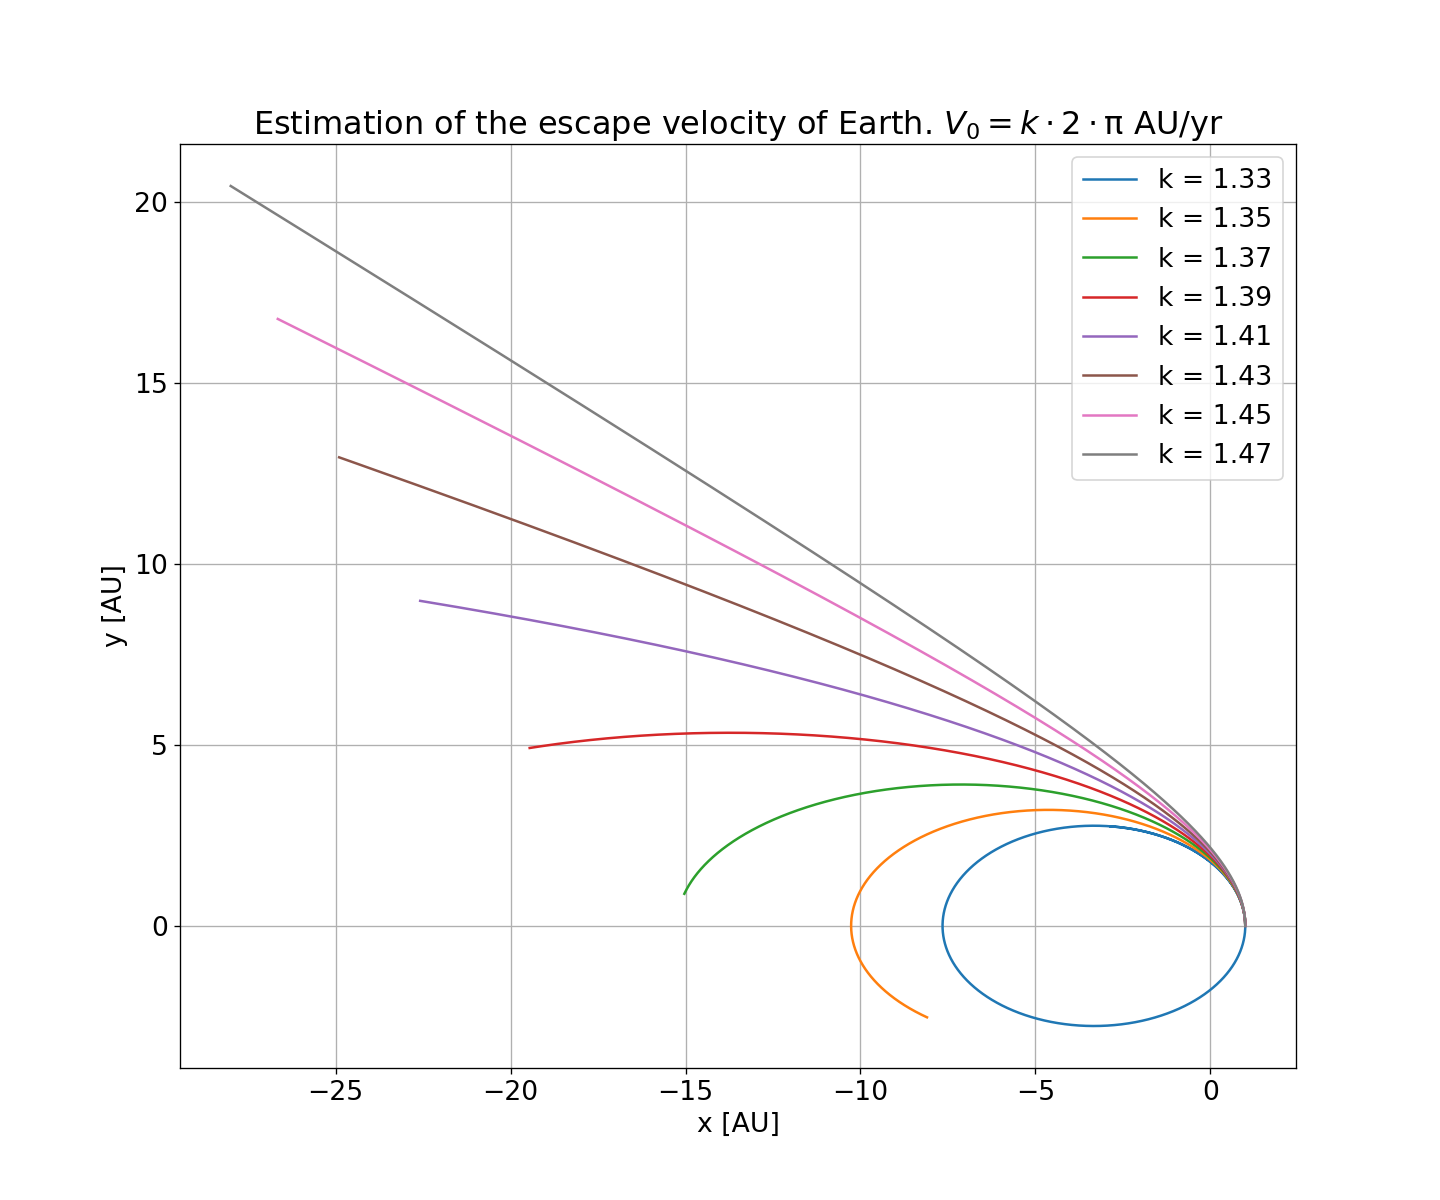 Estimation of the escape velocity of Earth. V₀ = k · 2 · π AU/yr
k = 1.33
k = 1.35
k = 1.37
k = 1.39
k = 1.41
k = 1.43
k = 1.45
k = 1.47
20
15
10
5
0
y [AU]
−25 −20 −15 −10 −5 0
x [AU]